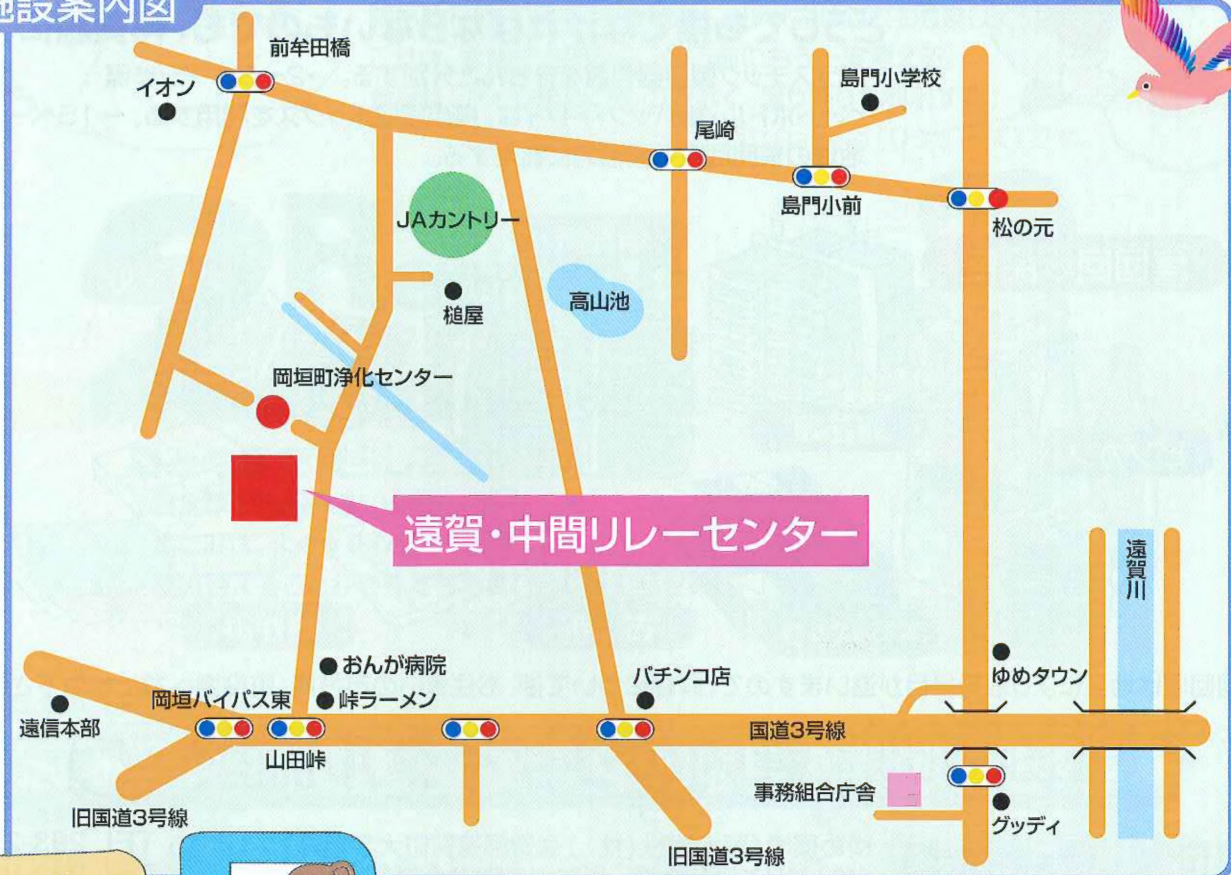 施設案内図
前牟田橋
イオン
島門小学校
尾崎
JAカントリー
島門小前
松の元
高山池
槌屋
岡垣町浄化センター
遠賀・中間リレーセンター
遠賀川
おんが病院
峠ラーメン
パチンコ店
ゆめタウン
岡垣バイパス東
遠信本部
国道3号線
山田峠
事務組合庁舎
旧国道3号線
グッディ
旧国道3号線